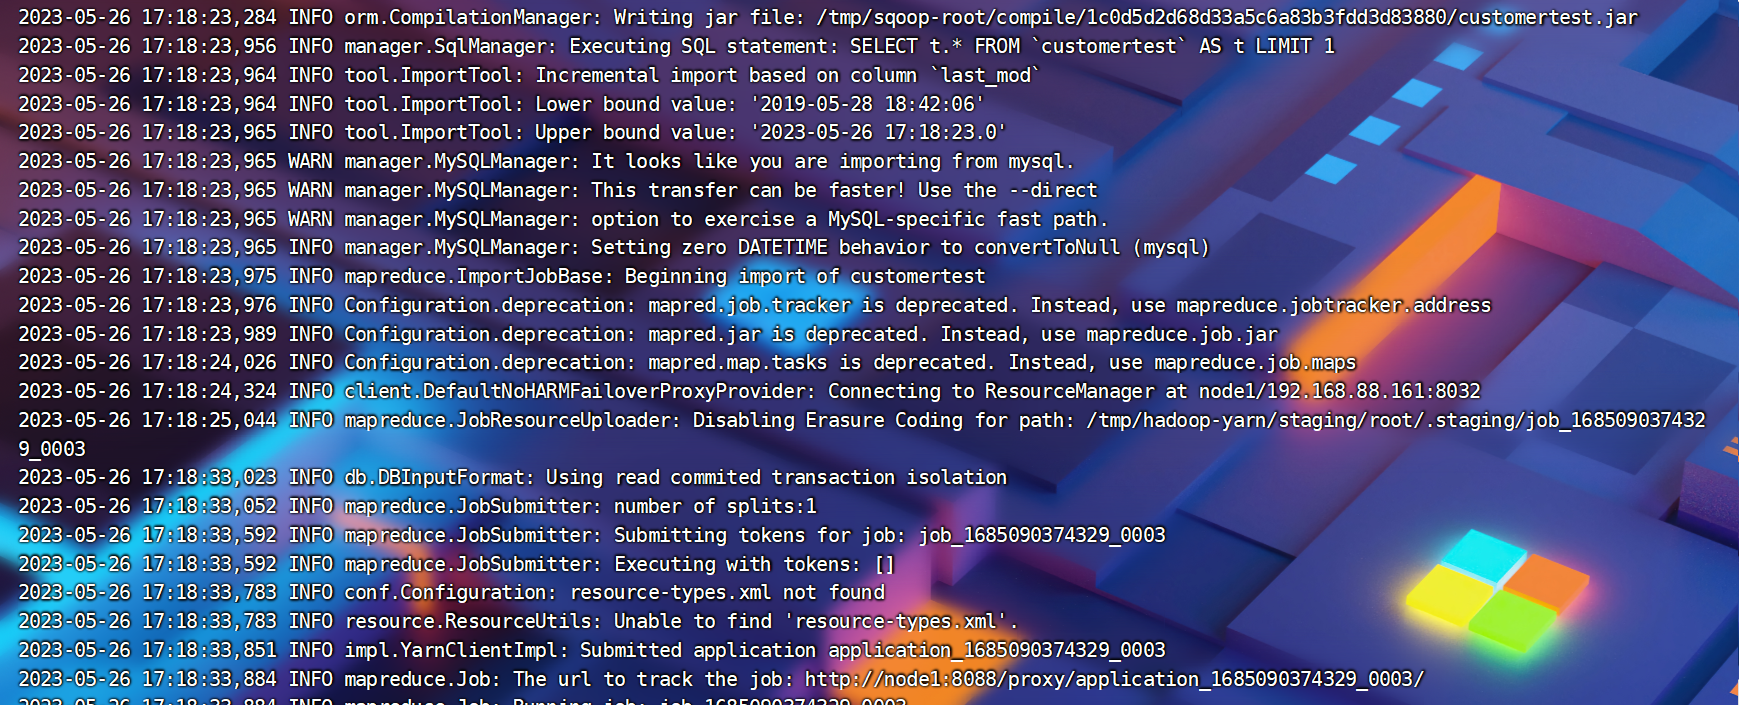 2023-05-26 17:18:23,284 INFO orm.CompilationManager: Writing jar file: /tmp/sqoop-root/compile/1c0d5d2d68d33a5c6a83b3fdd3d83880/customertest.jar
2023-05-26 17:18:23,956 INFO manager.SqlManager: Executing SQL statement: SELECT t.* FROM `customertest` AS t LIMIT 1
2023-05-26 17:18:23,964 INFO tool.ImportTool: Incremental import based on column `last_mod`
2023-05-26 17:18:23,964 INFO tool.ImportTool: Lower bound value: '2019-05-28 18:42:06'
2023-05-26 17:18:23,965 INFO tool.ImportTool: Upper bound value: '2023-05-26 17:18:23.0'
2023-05-26 17:18:23,965 WARN manager.MySQLManager: It looks like you are importing from mysql.
2023-05-26 17:18:23,965 WARN manager.MySQLManager: This transfer can be faster! Use the --direct
2023-05-26 17:18:23,965 WARN manager.MySQLManager: option to exercise a MySQL-specific fast path.
2023-05-26 17:18:23,965 INFO manager.MySQLManager: Setting zero DATETIME behavior to convertToNull (mysql)
2023-05-26 17:18:23,975 INFO mapreduce.ImportJobBase: Beginning import of customertest
2023-05-26 17:18:23,976 INFO Configuration.deprecation: mapred.job.tracker is deprecated. Instead, use mapreduce.jobtracker.address
2023-05-26 17:18:23,989 INFO Configuration.deprecation: mapred.jar is deprecated. Instead, use mapreduce.job.jar
2023-05-26 17:18:24,026 INFO Configuration.deprecation: mapred.map.tasks is deprecated. Instead, use mapreduce.job.maps
2023-05-26 17:18:24,324 INFO client.DefaultNoHARMFailoverProxyProvider: Connecting to ResourceManager at node1/192.168.88.161:8032
2023-05-26 17:18:25,044 INFO mapreduce.JobResourceUploader: Disabling Erasure Coding for path: /tmp/hadoop-yarn/staging/root/.staging/job_168509037432
9_0003
2023-05-26 17:18:33,023 INFO db.DBInputFormat: Using read commited transaction isolation
2023-05-26 17:18:33,052 INFO mapreduce.JobSubmitter: number of splits:1
2023-05-26 17:18:33,592 INFO mapreduce.JobSubmitter: Submitting tokens for job: job_1685090374329_0003
2023-05-26 17:18:33,592 INFO mapreduce.JobSubmitter: Executing with tokens: []
2023-05-26 17:18:33,783 INFO conf.Configuration: resource-types.xml not found
2023-05-26 17:18:33,783 INFO resource.ResourceUtils: Unable to find 'resource-types.xml'.
2023-05-26 17:18:33,851 INFO impl.YarnClientImpl: Submitted application application_1685090374329_0003
2023-05-26 17:18:33,884 INFO mapreduce.Job: The url to track the job: http://node1:8088/proxy/application_1685090374329_0003/
2023-05-26 17:18:33,884 INFO mapreduce.Job: Running job: job_1685090374329_0003